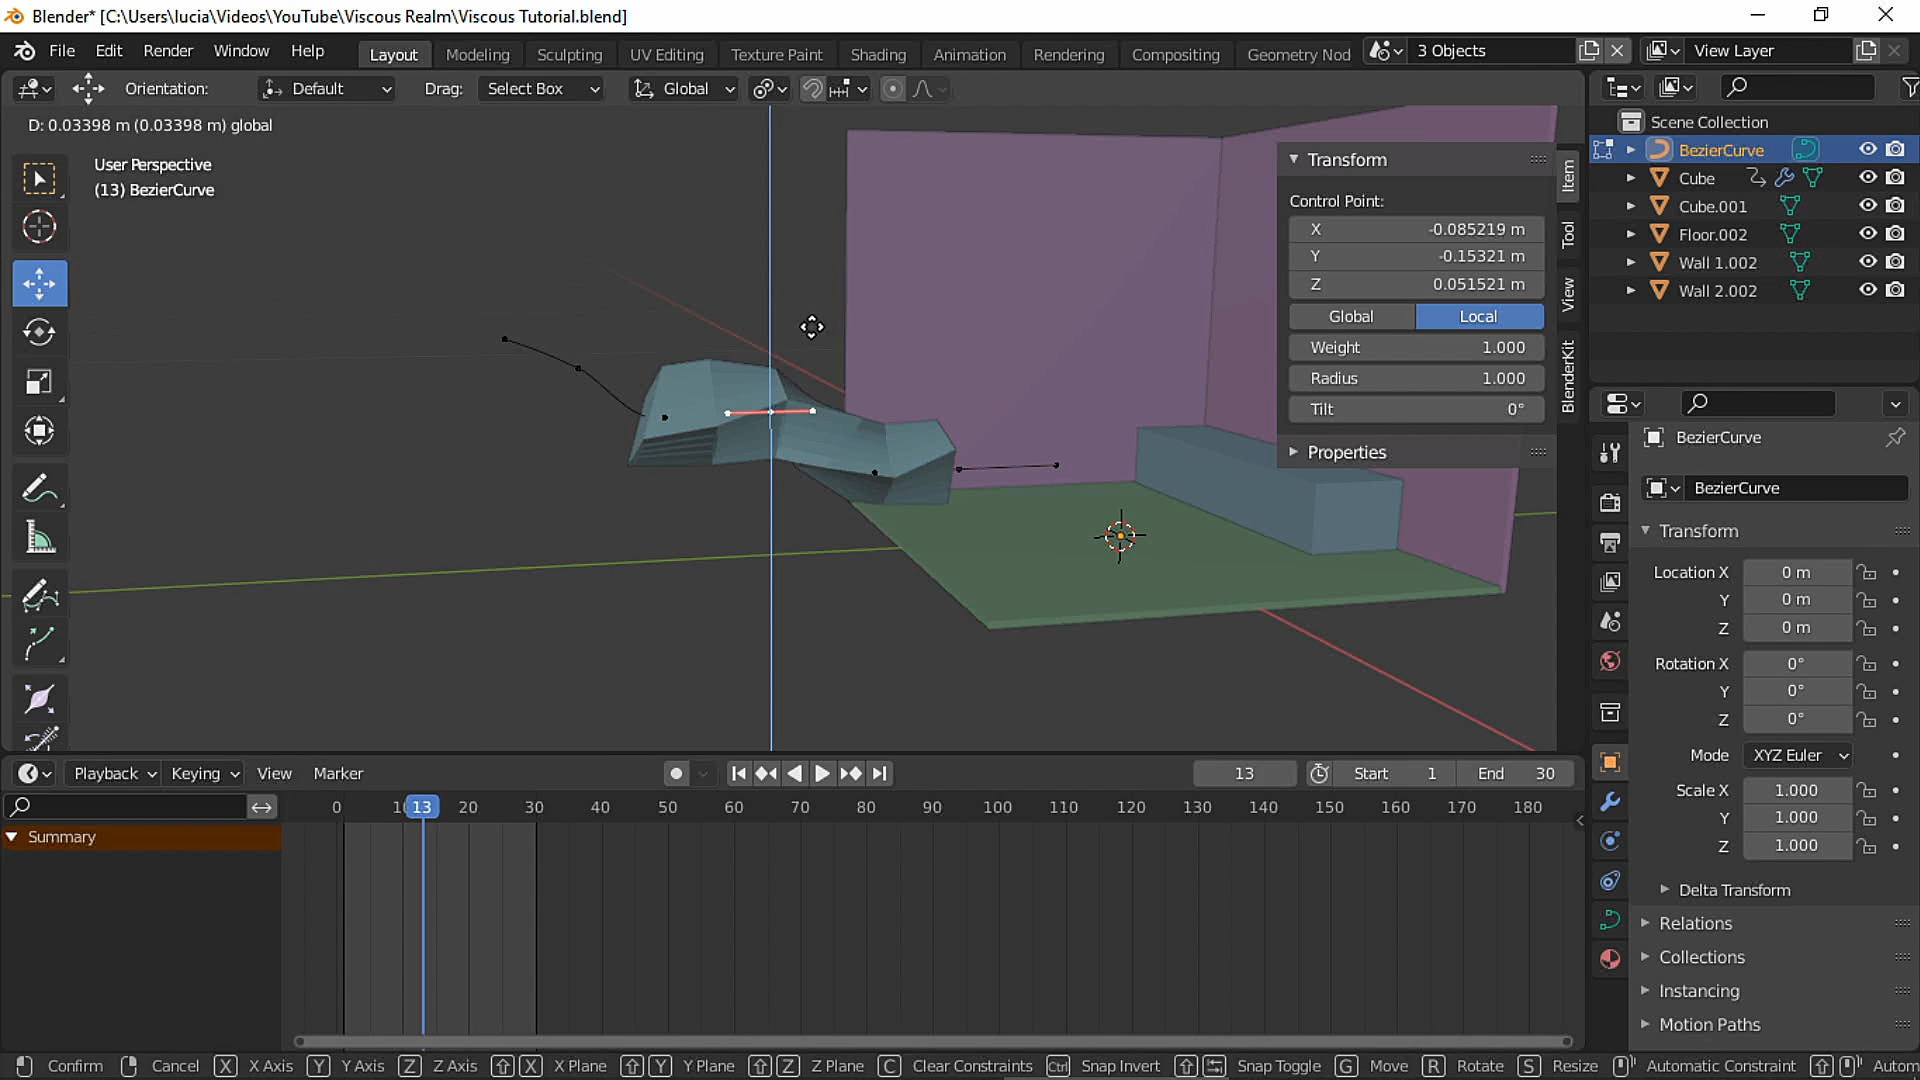 Blender* [C:\Users\lucia\Videos\YouTube\Viscous Realm\Viscous Tutorial.blend]
File Edit Render Window Help Layout Modeling Sculpting UV Editing Texture Paint Shading Animation Rendering Compositing Geometry Nod 3 Objects View Layer
Orientation: Default Drag: Select Box Global
D: 0.03398 m (0.03398 m) global
User Perspective
(13) BezierCurve
Transform
Control Point:
X -0.085219 m
Y -0.15321 m
Z 0.051521 m
Global Local
Weight 1.000
Radius 1.000
Tilt 0°
Properties
Item
Tool
View
BlenderKit
Scene Collection
BezierCurve
Cube
Cube.001
Floor.002
Wall 1.002
Wall 2.002
BezierCurve
BezierCurve
Transform
Location X 0 m
Y 0 m
Z 0 m
Rotation X 0°
Y 0°
Z 0°
Mode XYZ Euler
Scale X 1.000
Y 1.000
Z 1.000
Delta Transform
Relations
Collections
Instancing
Motion Paths
Playback Keying View Marker 13 Start 1 End 30
0 1 13 20 30 40 50 60 70 80 90 100 110 120 130 140 150 160 170 180
Summary
Confirm Cancel X X Axis Y Y Axis Z Z Axis X X Plane Y Y Plane Z Z Plane C Clear Constraints Ctrl Snap Invert Snap Toggle G Move R Rotate S Resize Automatic Constraint Autom